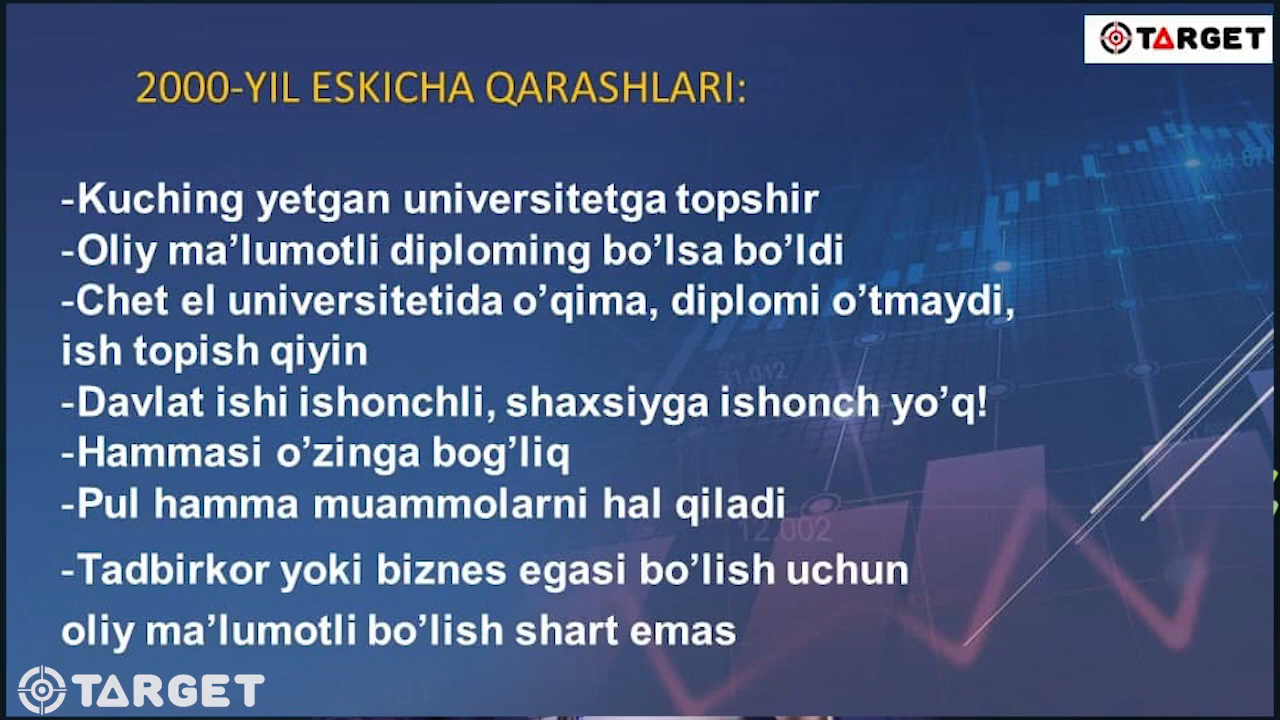 TARGET
2000-YIL ESKICHA QARASHLARI:
-Kuching yetgan universitetga topshir
-Oliy ma’lumotli diploming bo’lsa bo’ldi
-Chet el universitetida o’qima, diplomi o’tmaydi,
ish topish qiyin
-Davlat ishi ishonchli, shaxsiyga ishonch yo’q!
-Hammasi o’zinga bog’liq
-Pul hamma muammolarni hal qiladi
12.002
-Tadbirkor yoki biznes egasi bo’lish uchun
oliy ma’lumotli bo’lish shart emas
TARGET